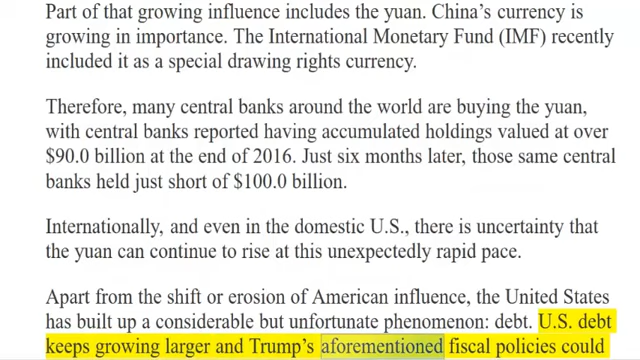 Part of that growing influence includes the yuan. China’s currency is
growing in importance. The International Monetary Fund (IMF) recently
included it as a special drawing rights currency.
Therefore, many central banks around the world are buying the yuan,
with central banks reported having accumulated holdings valued at over
$90.0 billion at the end of 2016. Just six months later, those same central
banks held just short of $100.0 billion.
Internationally, and even in the domestic U.S., there is uncertainty that
the yuan can continue to rise at this unexpectedly rapid pace.
Apart from the shift or erosion of American influence, the United States
has built up a considerable but unfortunate phenomenon: debt. U.S. debt
keeps growing larger and Trump’s aforementioned fiscal policies could